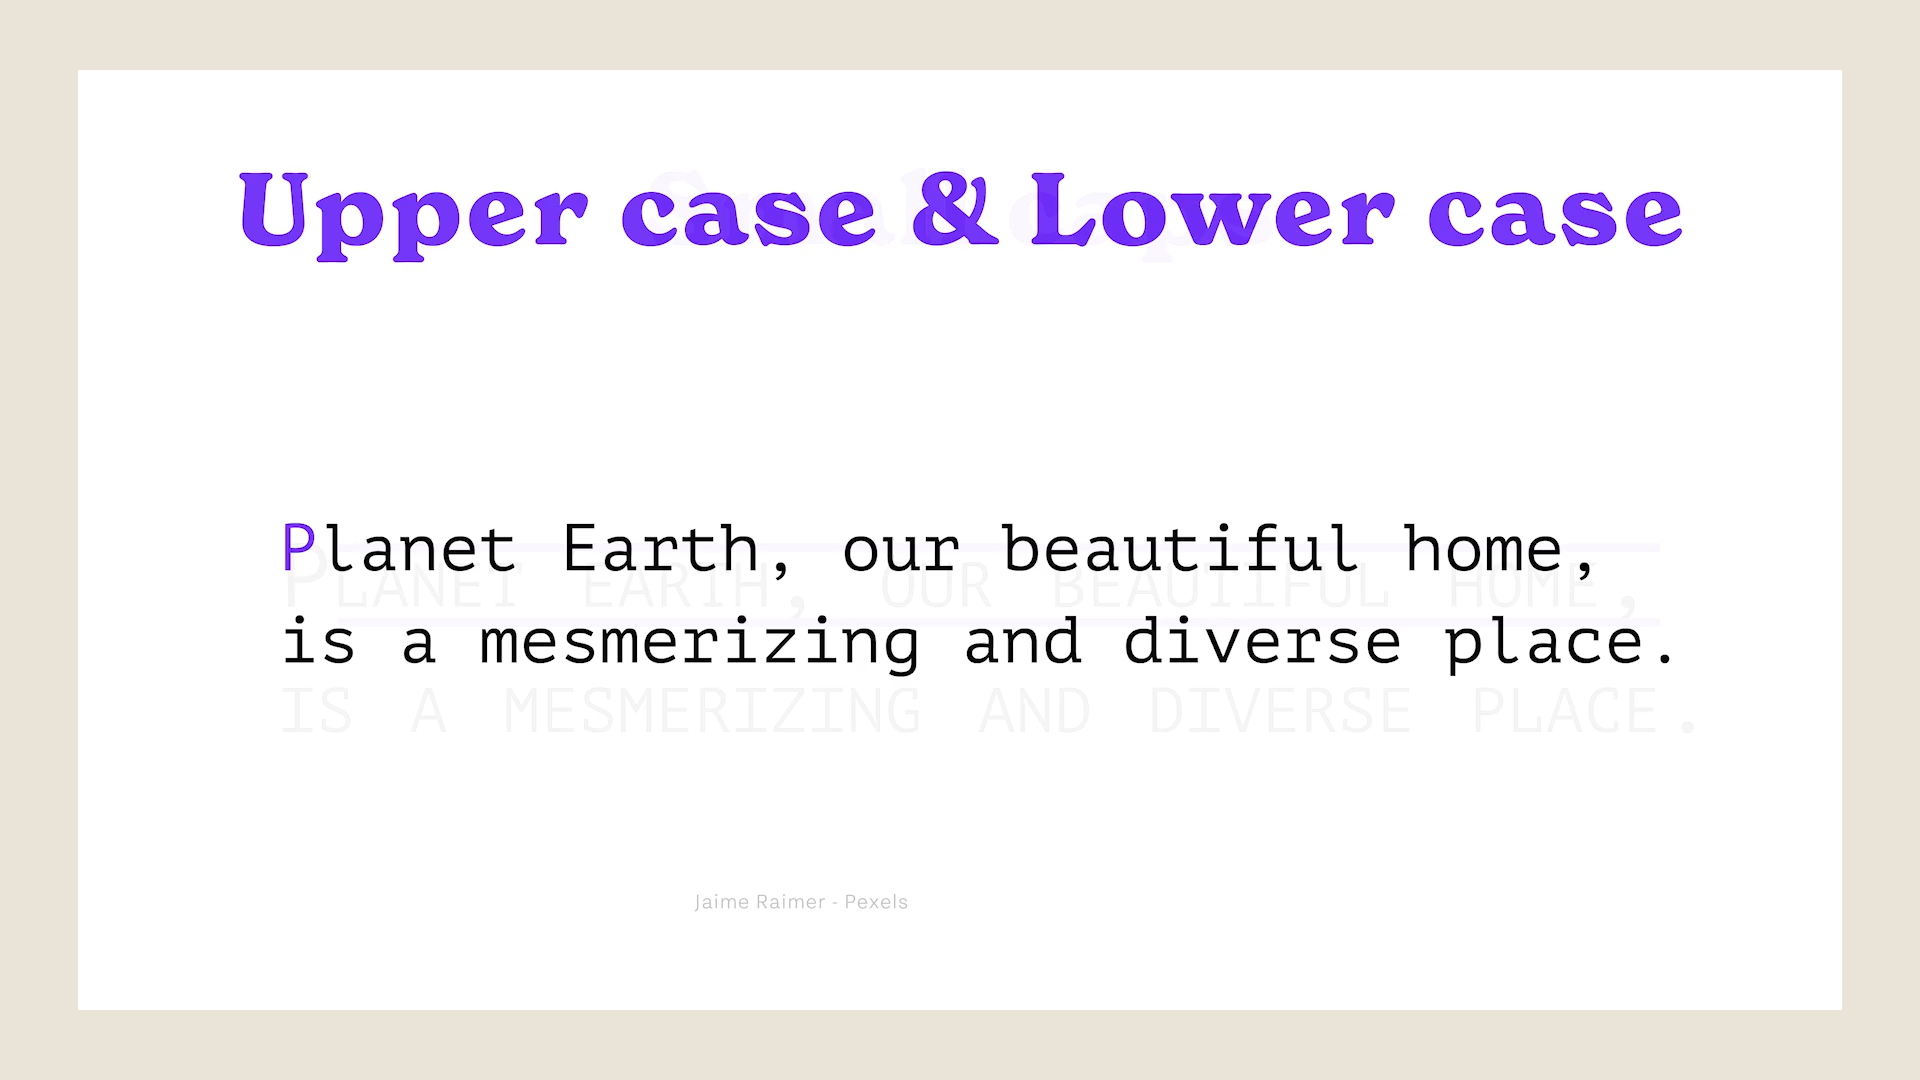 Upper case & Lower case
Planet Earth, our beautiful home,
PLANET EARTH, OUR BEAUTIFUL HOME,
is a mesmerizing and diverse place.
IS A MESMERIZING AND DIVERSE PLACE.
Jaime Raimer - Pexels